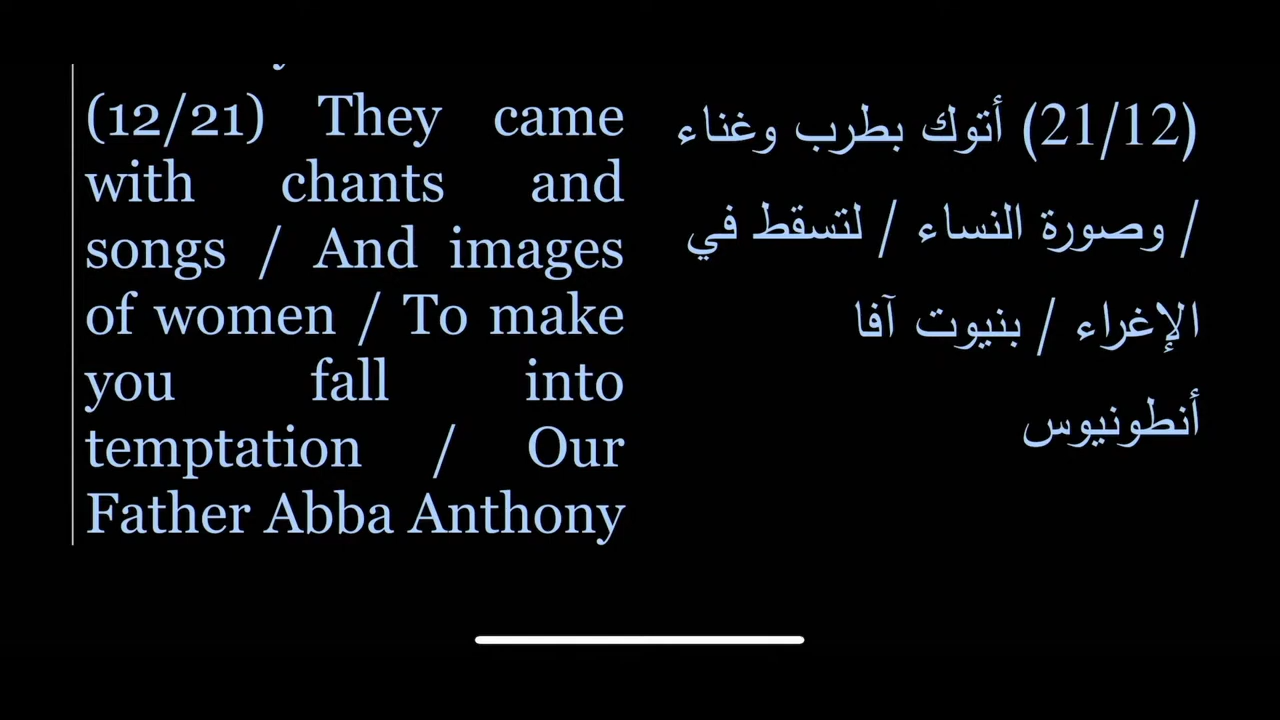 (12/21) They came
with chants and
songs / And images
of women / To make
you fall into
temptation / Our
Father Abba Anthony
(21/12) أتوك بطرب وغناء
/ وصورة النساء / لتسقط في
الإغراء / بنيوت آفا
أنطونيوس